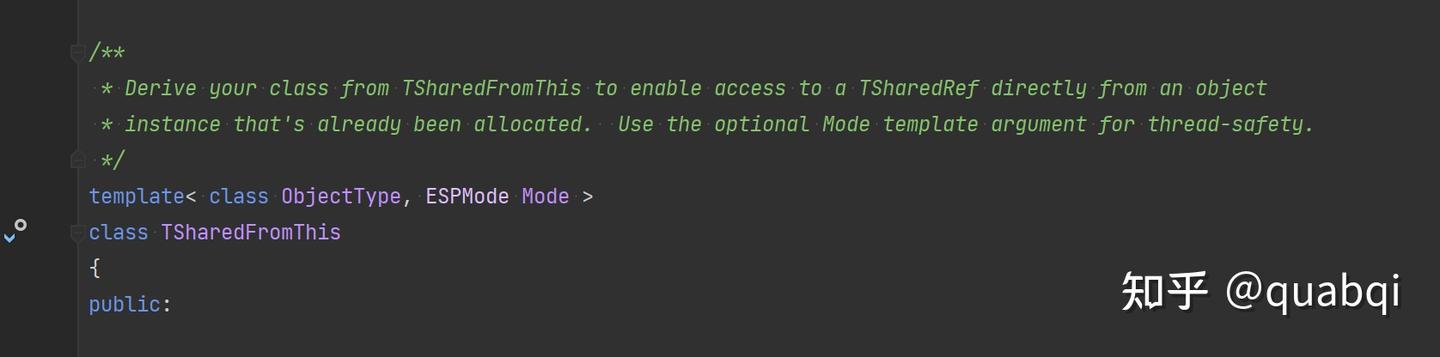 /**
 * Derive your class from TSharedFromThis to enable access to a TSharedRef directly from an object
 * instance that's already been allocated.  Use the optional Mode template argument for thread-safety.
 */
template< class ObjectType, ESPMode Mode >
class TSharedFromThis
{
public:
知乎 @quabqi